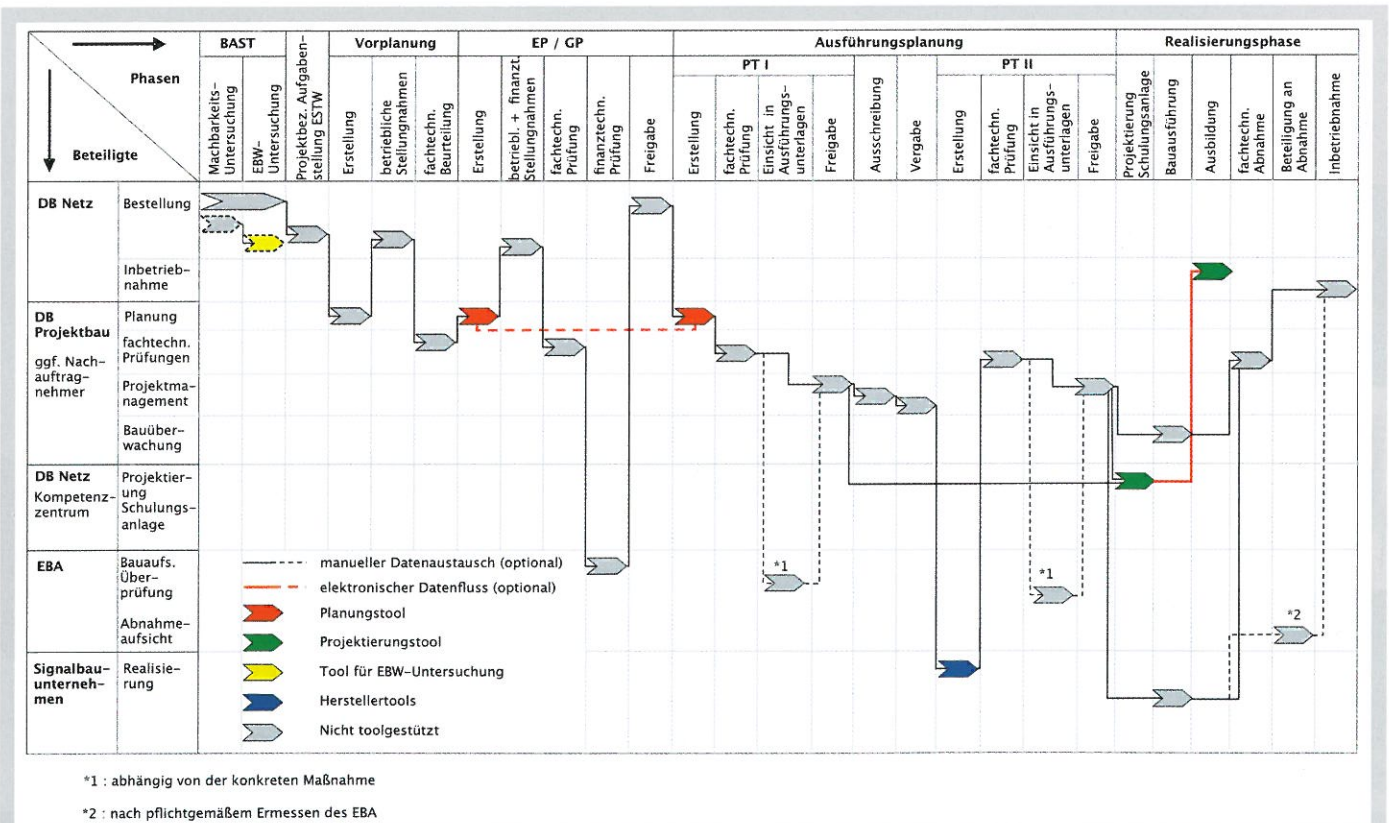 BAST
Vorplanung
EP / GP
Ausführungsplanung
Realisierungsphase
PT I
PT II
Phasen
Beteiligte
Machbarkeits-
Untersuchung
EBW-
Untersuchung
Projektbez. Aufgaben-
stellung ESTW
Erstellung
betriebliche
Stellungnahmen
fachtechn.
Beurteilung
Erstellung
betriebl. + finanzt.
Stellungnahmen
fachtechn.
Prüfung
finanztechn.
Prüfung
Freigabe
Erstellung
fachtechn.
Prüfung
Einsicht in
Ausführungs-
unterlagen
Freigabe
Ausschreibung
Vergabe
Erstellung
fachtechn.
Prüfung
Einsicht in
Ausführungs-
unterlagen
Freigabe
Projektierung
Schulungsanlage
Bauausführung
Ausbildung
fachtechn.
Abnahme
Beteiligung an
Abnahme
Inbetriebnahme
DB Netz
Bestellung
Inbetrieb-
nahme
DB
Projektbau
ggf. Nach-
auftrag-
nehmer
Planung
fachtechn.
Prüfungen
Projektma-
nagement
Bauüber-
wachung
DB Netz
Kompetenz-
zentrum
Projektier-
ung
Schulungs-
anlage
EBA
Bauaufs.
Über-
prüfung
Abnahme-
aufsicht
Signalbau-
unterneh-
men
Realisie-
rung
manueller Datenaustausch (optional)
elektronischer Datenfluss (optional)
Planungstool
Projektierungstool
Tool für EBW-Untersuchung
Herstellertools
Nicht toolgestützt
*1
*1
*2
*1 : abhängig von der konkreten Maßnahme
*2 : nach pflichtgemäßem Ermessen des EBA